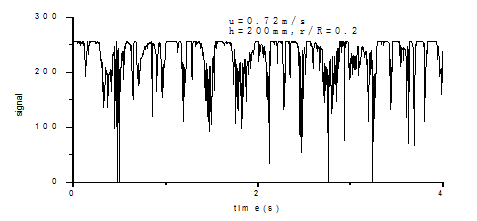 300
u=0.72m/s
h=200mm, r/R=0.2
200
signal
100
0
0 2 4
time(s)